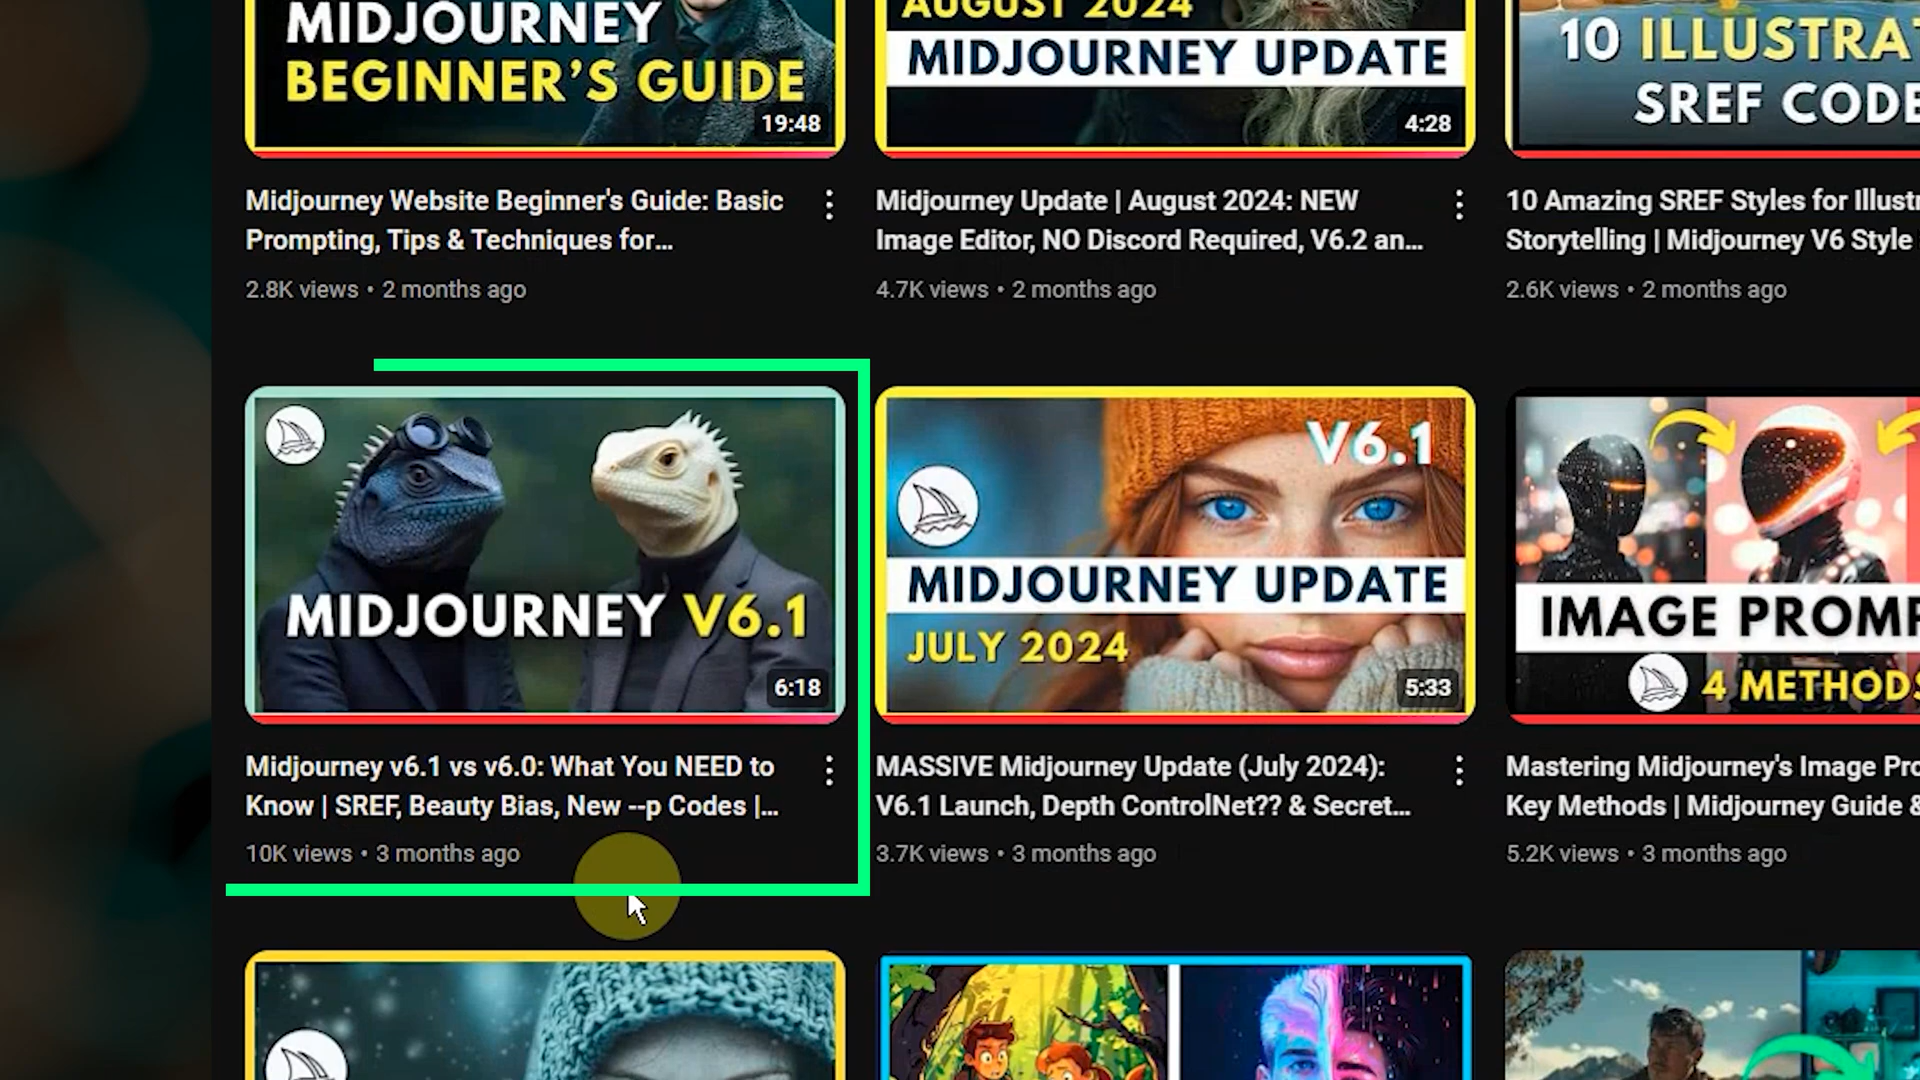 MIDJOURNEY
BEGINNER'S GUIDE
19:48
AUGUST 2024
MIDJOURNEY UPDATE
4:28
10 ILLUSTRAT
SREF CODE
Midjourney Website Beginner's Guide: Basic
Prompting, Tips & Techniques for...
2.8K views • 2 months ago
Midjourney Update | August 2024: NEW
Image Editor, NO Discord Required, V6.2 an...
4.7K views • 2 months ago
10 Amazing SREF Styles for Illustr
Storytelling | Midjourney V6 Style
2.6K views • 2 months ago
MIDJOURNEY V6.1
6:18
V6.1
MIDJOURNEY UPDATE
JULY 2024
5:33
IMAGE PROMP
4 METHODS
Midjourney v6.1 vs v6.0: What You NEED to
Know | SREF, Beauty Bias, New --p Codes |...
10K views • 3 months ago
MASSIVE Midjourney Update (July 2024):
V6.1 Launch, Depth ControlNet?? & Secret...
3.7K views • 3 months ago
Mastering Midjourney's Image Pro
Key Methods | Midjourney Guide &
5.2K views • 3 months ago